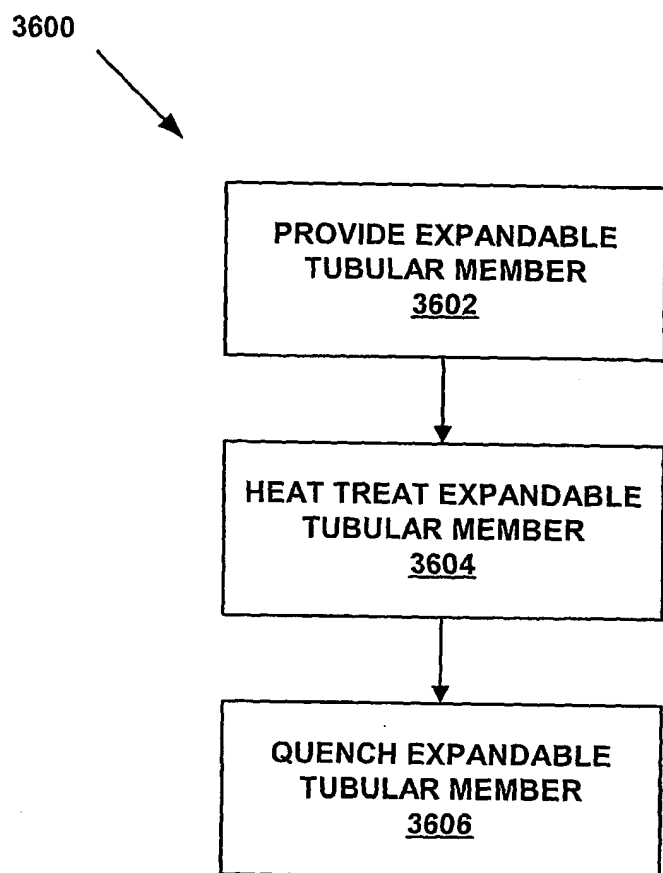 3600
PROVIDE EXPANDABLE
TUBULAR MEMBER
3602
HEAT TREAT EXPANDABLE
TUBULAR MEMBER
3604
QUENCH EXPANDABLE
TUBULAR MEMBER
3606